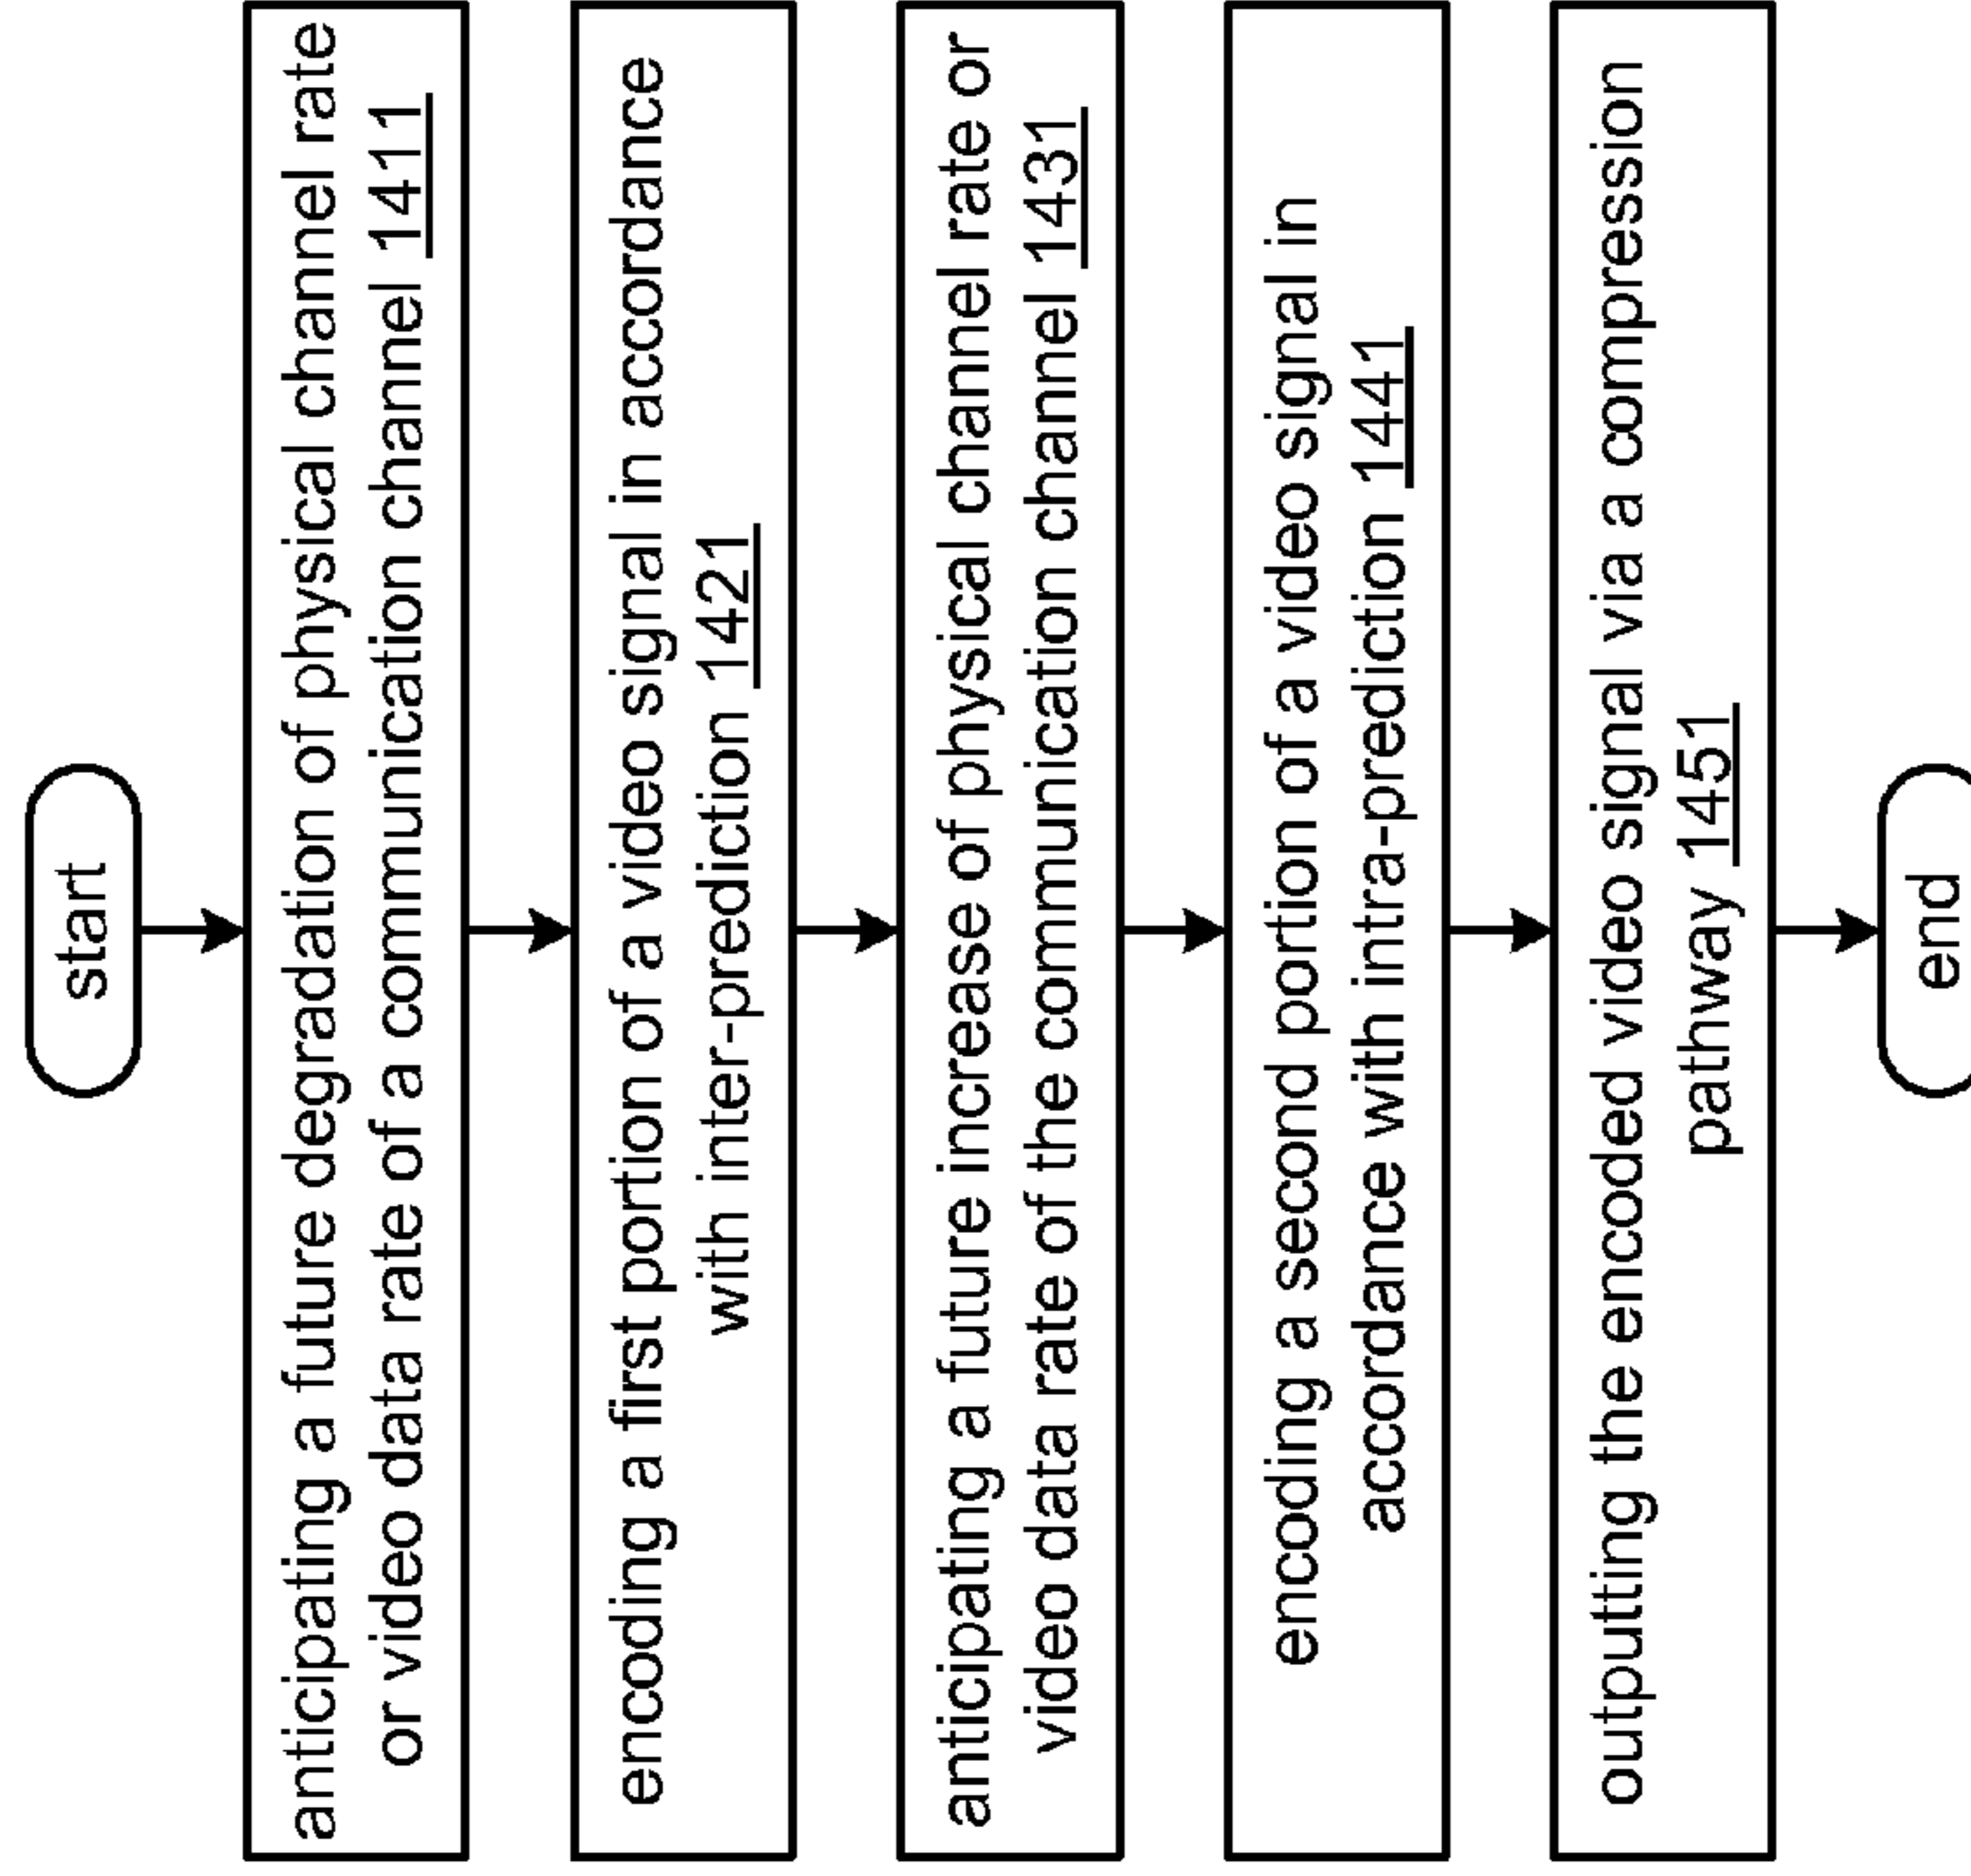 start
anticipating a future degradation of physical channel rate
or video data rate of a communication channel 1411
encoding a first portion of a video signal in accordance
with inter-prediction 1421
anticipating a future increase of physical channel rate or
video data rate of the communication channel 1431
encoding a second portion of a video signal in
accordance with intra-prediction 1441
outputting the encoded video signal via a compression
pathway 1451
end